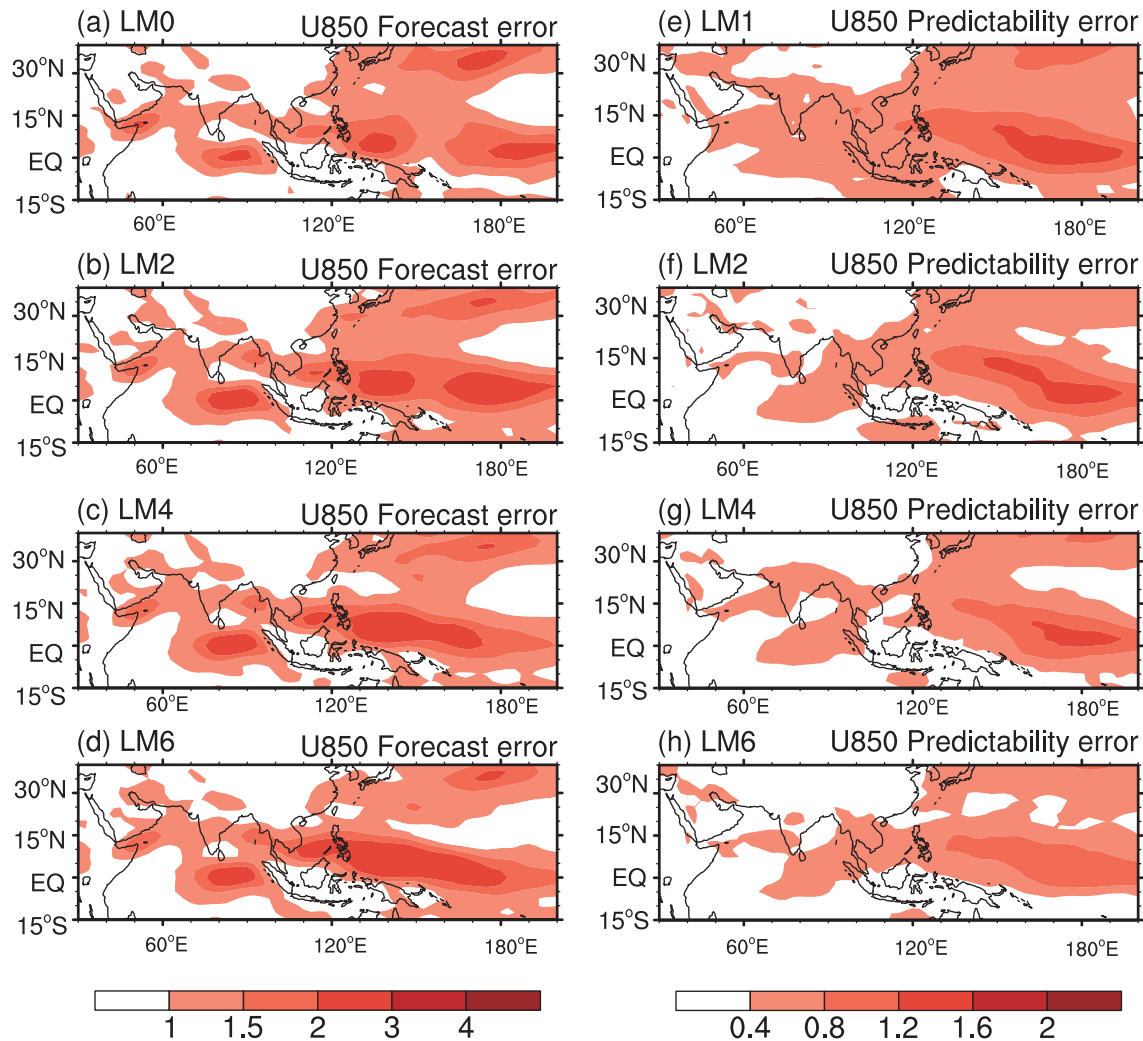 (a) LM0 U850 Forecast error
30°N
15°N
EQ
15°S
60°E 120°E 180°E
(b) LM2 U850 Forecast error
30°N
15°N
EQ
15°S
60°E 120°E 180°E
(c) LM4 U850 Forecast error
30°N
15°N
EQ
15°S
60°E 120°E 180°E
(d) LM6 U850 Forecast error
30°N
15°N
EQ
15°S
60°E 120°E 180°E
1 1.5 2 3 4
(e) LM1 U850 Predictability error
30°N
15°N
EQ
15°S
60°E 120°E 180°E
(f) LM2 U850 Predictability error
30°N
15°N
EQ
15°S
60°E 120°E 180°E
(g) LM4 U850 Predictability error
30°N
15°N
EQ
15°S
60°E 120°E 180°E
(h) LM6 U850 Predictability error
30°N
15°N
EQ
15°S
60°E 120°E 180°E
0.4 0.8 1.2 1.6 2